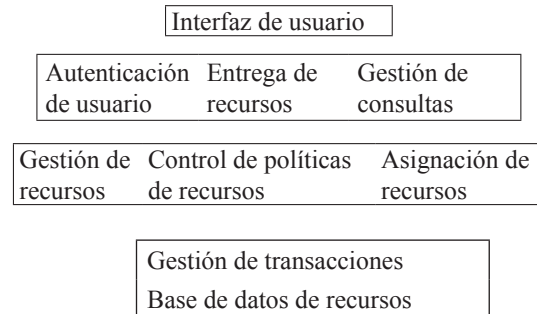 Interfaz de usuario
Autenticación Entrega de Gestión de
de usuario recursos consultas
Gestión de Control de políticas Asignación de
recursos de recursos recursos
Gestión de transacciones
Base de datos de recursos